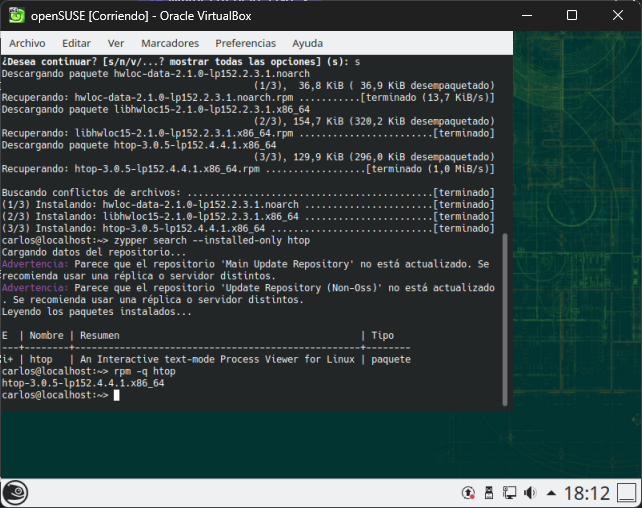 openSUSE [Corriendo] - Oracle VirtualBox
Archivo Editar Ver Marcadores Preferencias Ayuda
¿Desea continuar? [s/n/v/...? mostrar todas las opciones] (s): s
Descargando paquete hwloc-data-2.1.0-lp152.2.3.1.noarch
(1/3),  36,8 KiB ( 36,9 KiB desempaquetado)
Recuperando: hwloc-data-2.1.0-lp152.2.3.1.noarch.rpm ...........[terminado (13,7 KiB/s)]
Descargando paquete libhwloc15-2.1.0-lp152.2.3.1.x86_64
(2/3), 154,7 KiB (320,2 KiB desempaquetado)
Recuperando: libhwloc15-2.1.0-lp152.2.3.1.x86_64.rpm .......................[terminado]
Descargando paquete htop-3.0.5-lp152.4.4.1.x86_64
(3/3), 129,9 KiB (296,0 KiB desempaquetado)
Recuperando: htop-3.0.5-lp152.4.4.1.x86_64.rpm ..................[terminado (1,0 MiB/s)]
Buscando conflictos de archivos: ..........................................[terminado]
(1/3) Instalando: hwloc-data-2.1.0-lp152.2.3.1.noarch ......................[terminado]
(2/3) Instalando: libhwloc15-2.1.0-lp152.2.3.1.x86_64 ......................[terminado]
(3/3) Instalando: htop-3.0.5-lp152.4.4.1.x86_64 ............................[terminado]
carlos@localhost:~> zypper search --installed-only htop
Cargando datos del repositorio...
Advertencia: Parece que el repositorio 'Main Update Repository' no está actualizado. Se
recomienda usar una réplica o servidor distintos.
Advertencia: Parece que el repositorio 'Update Repository (Non-Oss)' no está actualizado
. Se recomienda usar una réplica o servidor distintos.
Leyendo los paquetes instalados...
E  | Nombre | Resumen                                         | Tipo
---+--------+-------------------------------------------------+--------
i+ | htop   | An Interactive text-mode Process Viewer for Linux | paquete
carlos@localhost:~> rpm -q htop
htop-3.0.5-lp152.4.4.1.x86_64
carlos@localhost:~>
18:12